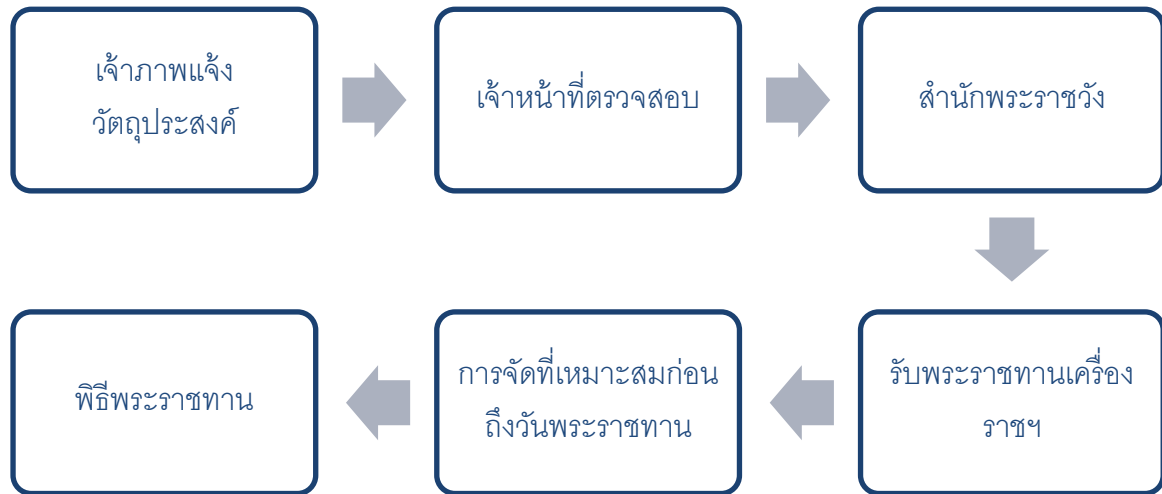 เจ้าภาพแจ้ง
วัตถุประสงค์
เจ้าหน้าที่ตรวจสอบ
สำนักพระราชวัง
รับพระราชทานเครื่อง
ราชฯ
การจัดที่เหมาะสมก่อน
ถึงวันพระราชทาน
พิธีพระราชทาน